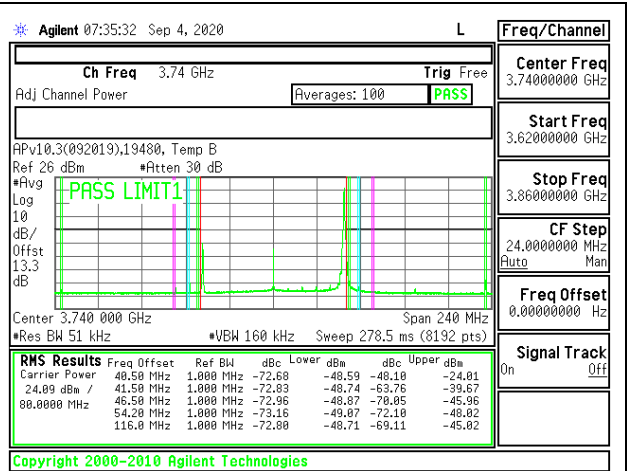 Agilent 07:35:32 Sep 4, 2020 L
Freq/Channel
Ch Freq 3.74 GHz Trig Free
Adj Channel Power Averages: 100 PASS
APv10.3(092019),19480, Temp B
Ref 26 dBm #Atten 30 dB
#Avg
Log
10
dB/
Offst
13.3
dB
PASS LIMIT1
Center 3.740 000 GHz Span 240 MHz
#Res BW 51 kHz #VBW 160 kHz Sweep 278.5 ms (8192 pts)
RMS Results Freq Offset Ref BW dBc Lower dBm dBc Upper dBm
Carrier Power 40.50 MHz 1.000 MHz -72.68 -48.59 -48.10 -24.01
24.09 dBm / 41.50 MHz 1.000 MHz -72.83 -48.74 -63.76 -39.67
80.0000 MHz 46.50 MHz 1.000 MHz -72.96 -48.87 -70.05 -45.96
54.20 MHz 1.000 MHz -73.16 -49.07 -72.10 -48.02
116.0 MHz 1.000 MHz -72.80 -48.71 -69.11 -45.02
Center Freq
3.74000000 GHz
Start Freq
3.62000000 GHz
Stop Freq
3.86000000 GHz
CF Step
24.0000000 MHz
Auto Man
Freq Offset
0.00000000 Hz
Signal Track
On Off
Copyright 2000-2010 Agilent Technologies